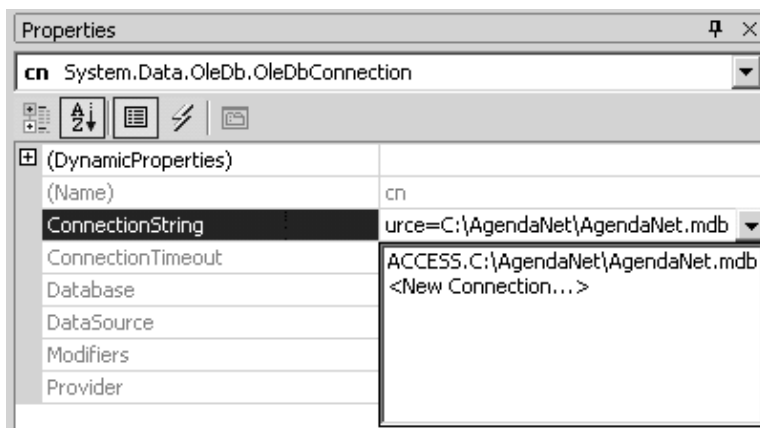 Properties
cn System.Data.OleDb.OleDbConnection
(DynamicProperties)
(Name) cn
ConnectionString urce=C:\AgendaNet\AgendaNet.mdb
ConnectionTimeout ACCESS.C:\AgendaNet\AgendaNet.mdb
Database <New Connection...>
DataSource
Modifiers
Provider